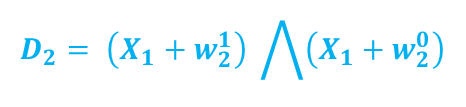 D₂ = (X₁ + w₂¹) ⋀ (X₁ + w₂⁰)